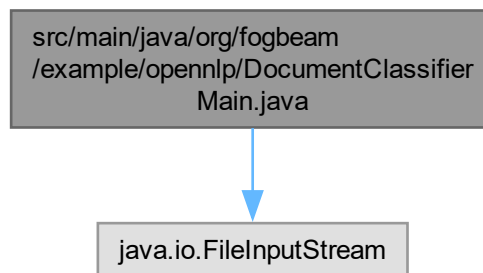 src/main/java/org/fogbeam
/example/opennlp/DocumentClassifier
Main.java
java.io.FileInputStream